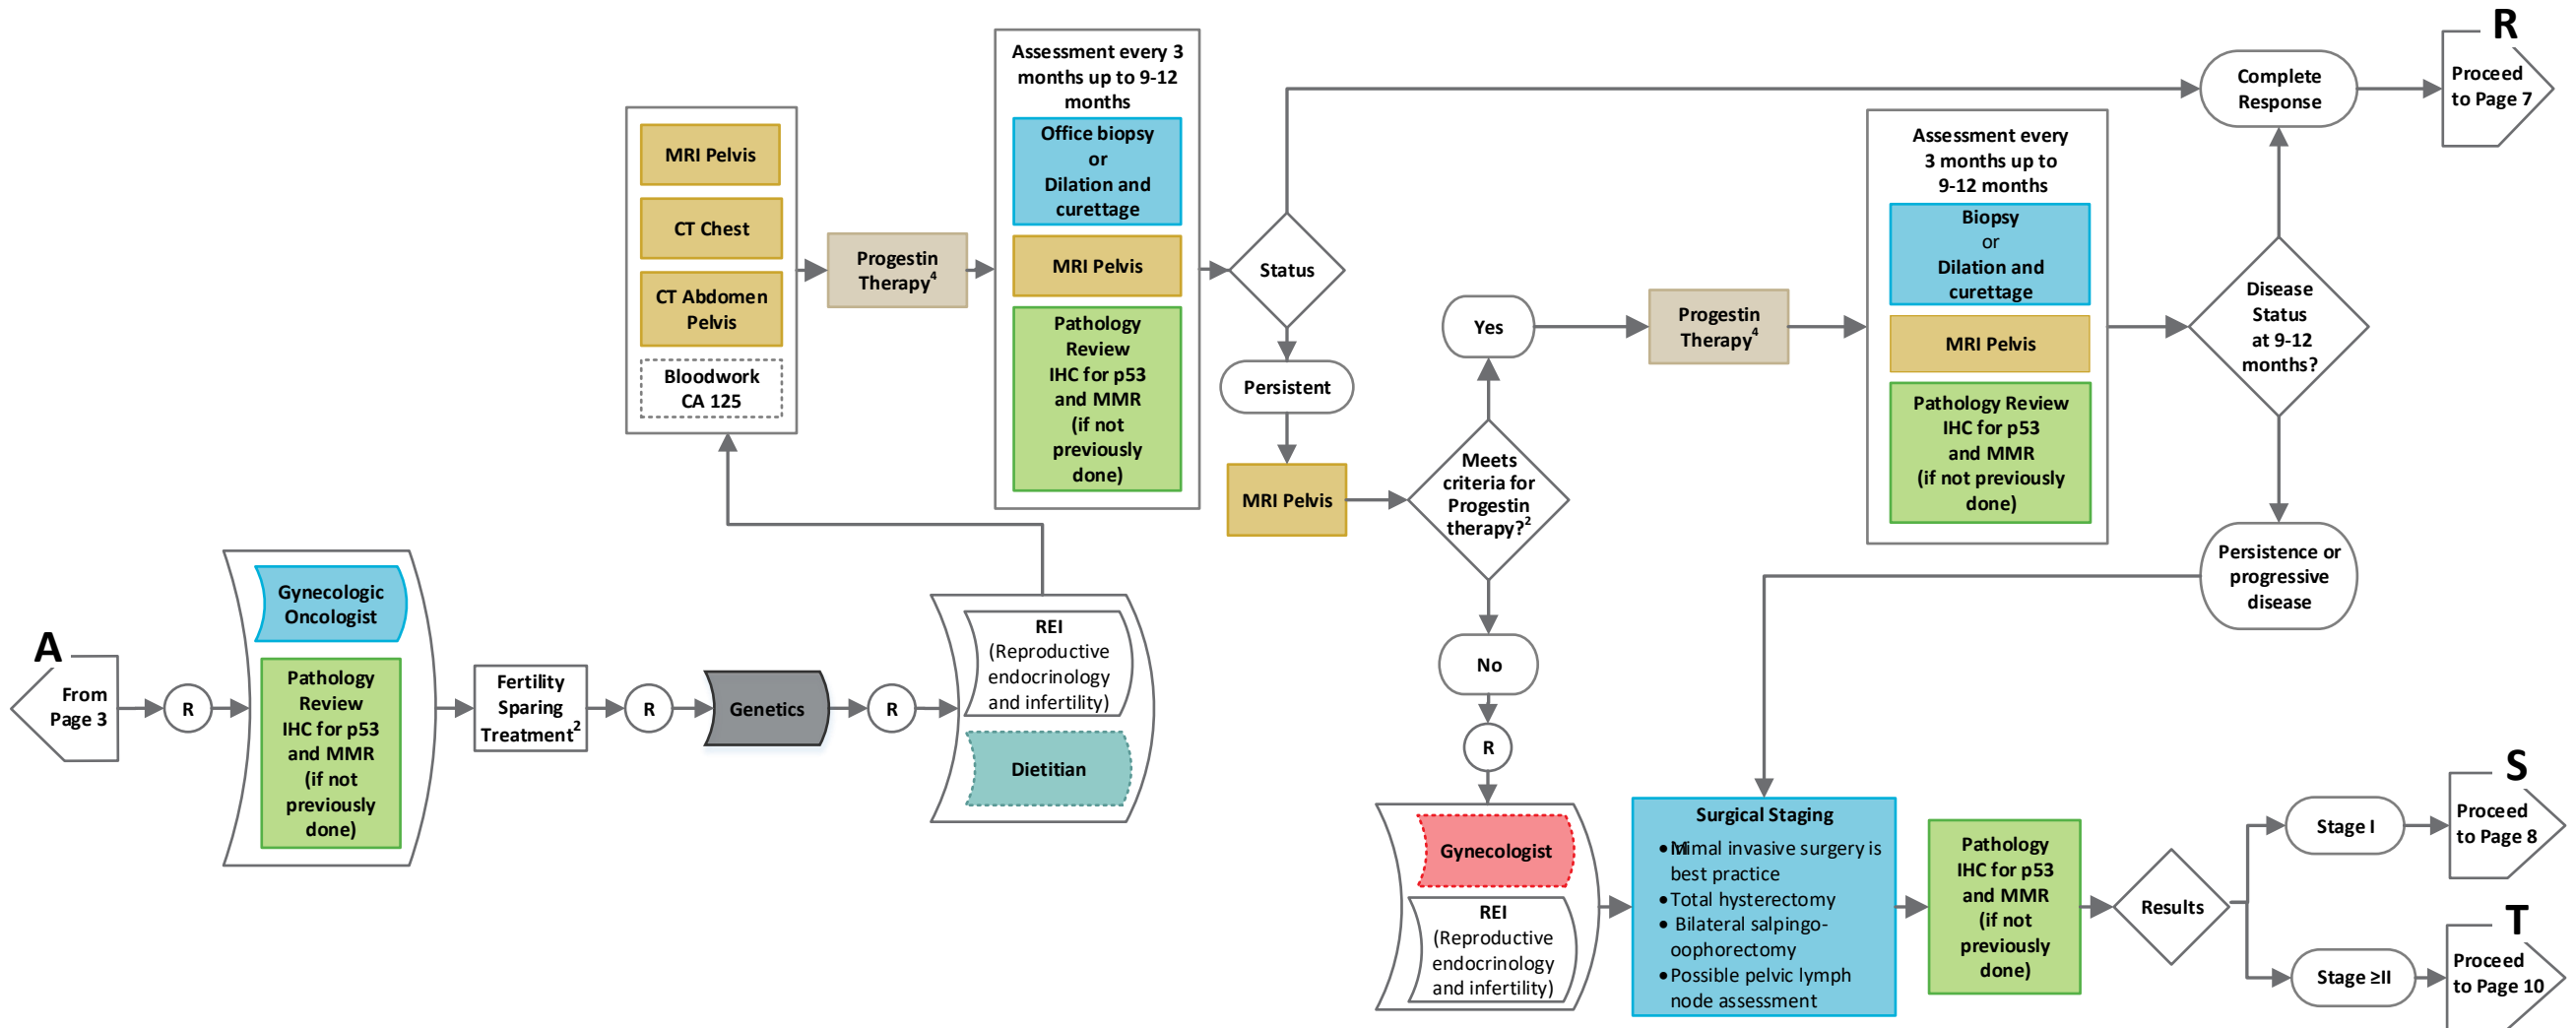 A
From
Page 3
R
Gynecologic
Oncologist
Pathology
Review
IHC for p53
and MMR
(if not
previously
done)
Fertility
Sparing
Treatment2
R
Genetics
R
REI
(Reproductive
endocrinology
and infertility)
Dietitian
MRI Pelvis
CT Chest
CT Abdomen
Pelvis
Bloodwork
CA 125
Progestin
Therapy4
Assessment every 3
months up to 9-12
months
Office biopsy
or
Dilation and
curettage
MRI Pelvis
Pathology
Review
IHC for p53
and MMR
(if not
previously
done)
Status
Persistent
MRI Pelvis
Meets
criteria for
Progestin
therapy?2
Yes
Progestin
Therapy4
Assessment every
3 months up to
9-12 months
Biopsy
or
Dilation and
curettage
MRI Pelvis
Pathology Review
IHC for p53
and MMR
(if not previously
done)
Disease
Status
at 9-12
months?
Complete
Response
R
Proceed
to Page 7
Persistence or
progressive
disease
No
R
Gynecologist
REI
(Reproductive
endocrinology
and infertility)
Surgical Staging
• invasive surgery is
best practice
• Total hysterectomy
• Bilateral salpingo-
oophorectomy
• Possible pelvic lymph
node assessment
Pathology
IHC for p53
and MMR
(if not
previously
done)
Results
Stage I
S
Proceed
to Page 8
Stage ≥II
T
Proceed
to Page 10